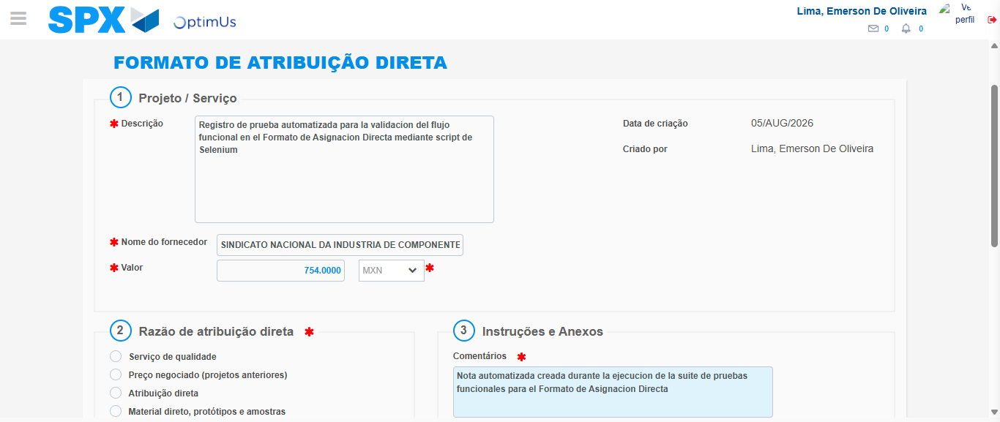 SPX
OptimUs
Lima, Emerson De Oliveira
0
0
Ve
perfil
FORMATO DE ATRIBUIÇÃO DIRETA
1 Projeto / Serviço
Descrição
Registro de prueba automatizada para la validacion del flujo
funcional en el Formato de Asignacion Directa mediante script de
Selenium
Data de criação
05/AUG/2026
Criado por
Lima, Emerson De Oliveira
Nome do fornecedor
SINDICATO NACIONAL DA INDUSTRIA DE COMPONENTE
Valor
754.0000
MXN
2 Razão de atribuição direta
Serviço de qualidade
Preço negociado (projetos anteriores)
Atribuição direta
Material direto, protótipos e amostras
3 Instruções e Anexos
Comentários
Nota automatizada creada durante la ejecucion de la suite de pruebas
funcionales para el Formato de Asignacion Directa